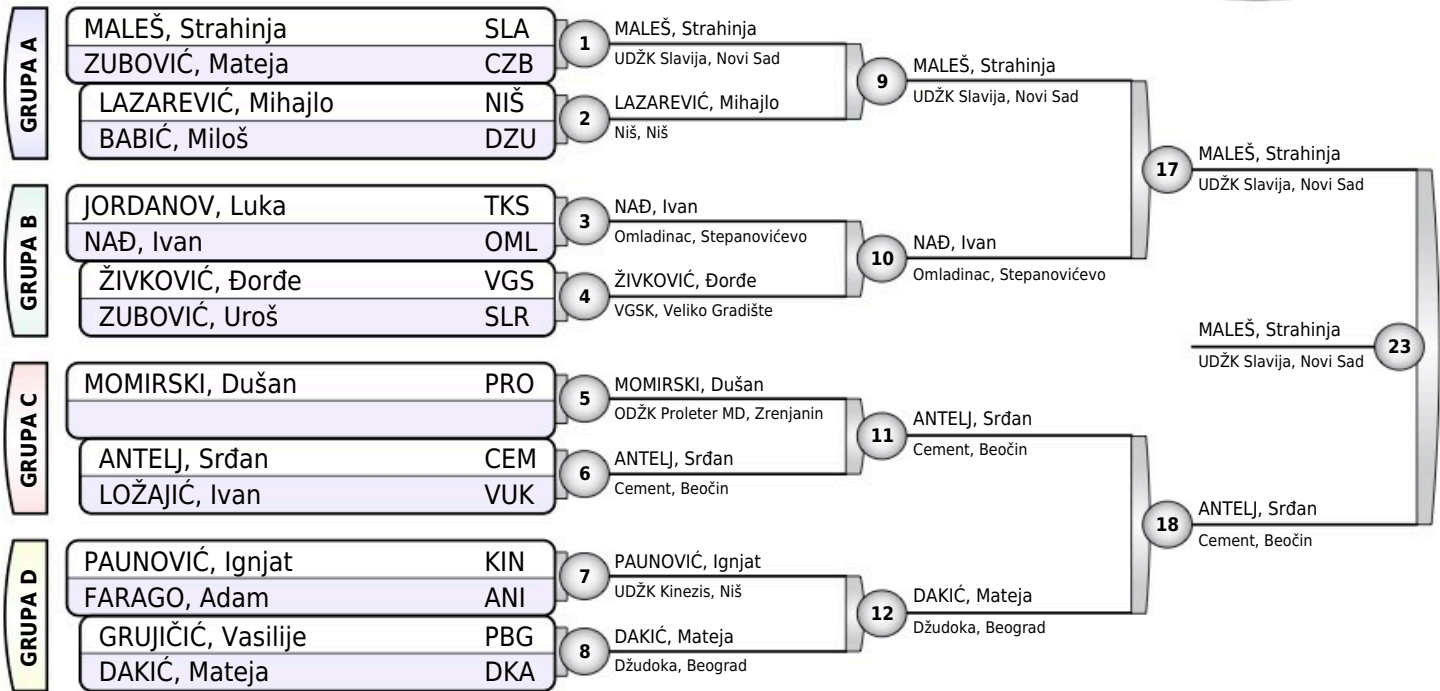 GRUPA A
MALEŠ, Strahinja SLA
ZUBOVIĆ, Mateja CZB
LAZAREVIĆ, Mihajlo NIŠ
BABIĆ, Miloš DZU
GRUPA B
JORDANOV, Luka TKS
NAĐ, Ivan OML
ŽIVKOVIĆ, Đorđe VGS
ZUBOVIĆ, Uroš SLR
GRUPA C
MOMIRSKI, Dušan PRO
ANTELJ, Srđan CEM
LOŽAJIĆ, Ivan VUK
GRUPA D
PAUNOVIĆ, Ignjat KIN
FARAGO, Adam ANI
GRUJIČIĆ, Vasilije PBG
DAKIĆ, Mateja DKA
1
MALEŠ, Strahinja
UDŽK Slavija, Novi Sad
2
LAZAREVIĆ, Mihajlo
Niš, Niš
3
NAĐ, Ivan
Omladinac, Stepanovićevo
4
ŽIVKOVIĆ, Đorđe
VGSK, Veliko Gradište
5
MOMIRSKI, Dušan
ODŽK Proleter MD, Zrenjanin
6
ANTELJ, Srđan
Cement, Beočin
7
PAUNOVIĆ, Ignjat
UDŽK Kinezis, Niš
8
DAKIĆ, Mateja
Džudoka, Beograd
9
MALEŠ, Strahinja
UDŽK Slavija, Novi Sad
10
NAĐ, Ivan
Omladinac, Stepanovićevo
11
ANTELJ, Srđan
Cement, Beočin
12
DAKIĆ, Mateja
Džudoka, Beograd
17
MALEŠ, Strahinja
UDŽK Slavija, Novi Sad
18
ANTELJ, Srđan
Cement, Beočin
MALEŠ, Strahinja
UDŽK Slavija, Novi Sad
23